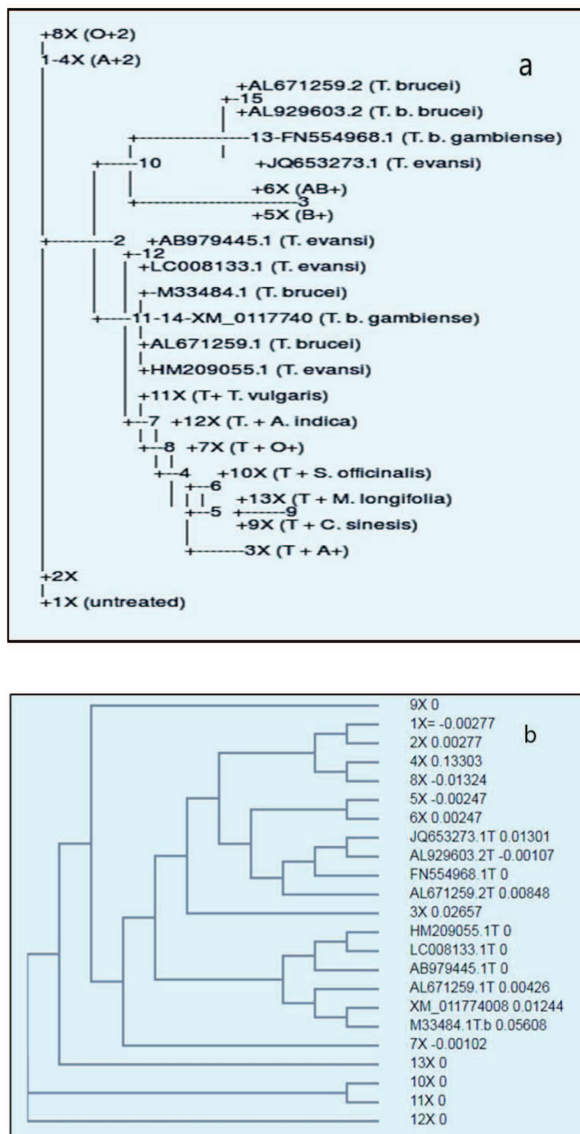 +8X (O+2)
1-4X (A+2)
a
+AL671259.2 (T. brucei)
+-15
+AL929603.2 (T. b. brucei)
+-----------13-FN554968.1 (T. b. gambiense)
+-----10
+JQ653273.1 (T. evansi)
+6X (AB+)
+---------------------3
+5X (B+)
+---------2 +AB979445.1 (T. evansi)
+-12
+LC008133.1 (T. evansi)
+-M33484.1 (T. brucei)
+-----11-14-XM_0117740 (T. b. gambiense)
+AL671259.1 (T. brucei)
+HM209055.1 (T. evansi)
+11X (T+ T. vulgaris)
+--7 +12X (T. + A. indica)
+--8 +7X (T + O+)
+--4 +10X (T + S. officinalis)
+--6
+13X (T + M. longifolia)
+--5 +-------9
+9X (T + C. sinesis)
+-------3X (T + A+)
+2X
+1X (untreated)
9X 0
b
1X= -0.00277
2X 0.00277
4X 0.13303
8X -0.01324
5X -0.00247
6X 0.00247
JQ653273.1T 0.01301
AL929603.2T -0.00107
FN554968.1T 0
AL671259.2T 0.00848
3X 0.02657
HM209055.1T 0
LC008133.1T 0
AB979445.1T 0
AL671259.1T 0.00426
XM_011774008 0.01244
M33484.1T.b 0.05608
7X -0.00102
13X 0
10X 0
11X 0
12X 0